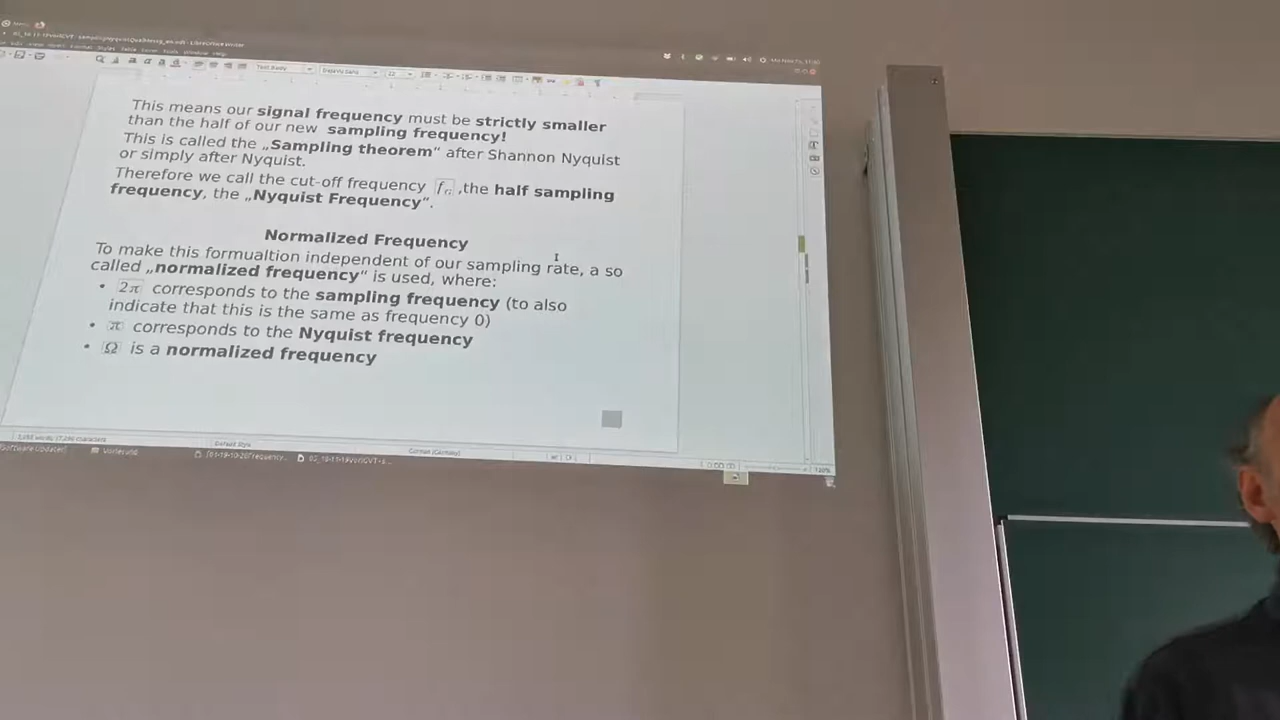 This means our signal frequency must be strictly smaller
than the half of our new sampling frequency!
This is called the „Sampling theorem“ after Shannon Nyquist
or simply after Nyquist.
Therefore we call the cut-off frequency ,the half sampling
frequency, the „Nyquist Frequency“.
Normalized Frequency
To make this formualtion independent of our sampling rate, a so
called „normalized frequency“ is used, where:
• 2π corresponds to the sampling frequency (to also
indicate that this is the same as frequency 0)
• π corresponds to the Nyquist frequency
• Ω is a normalized frequency
Default Style